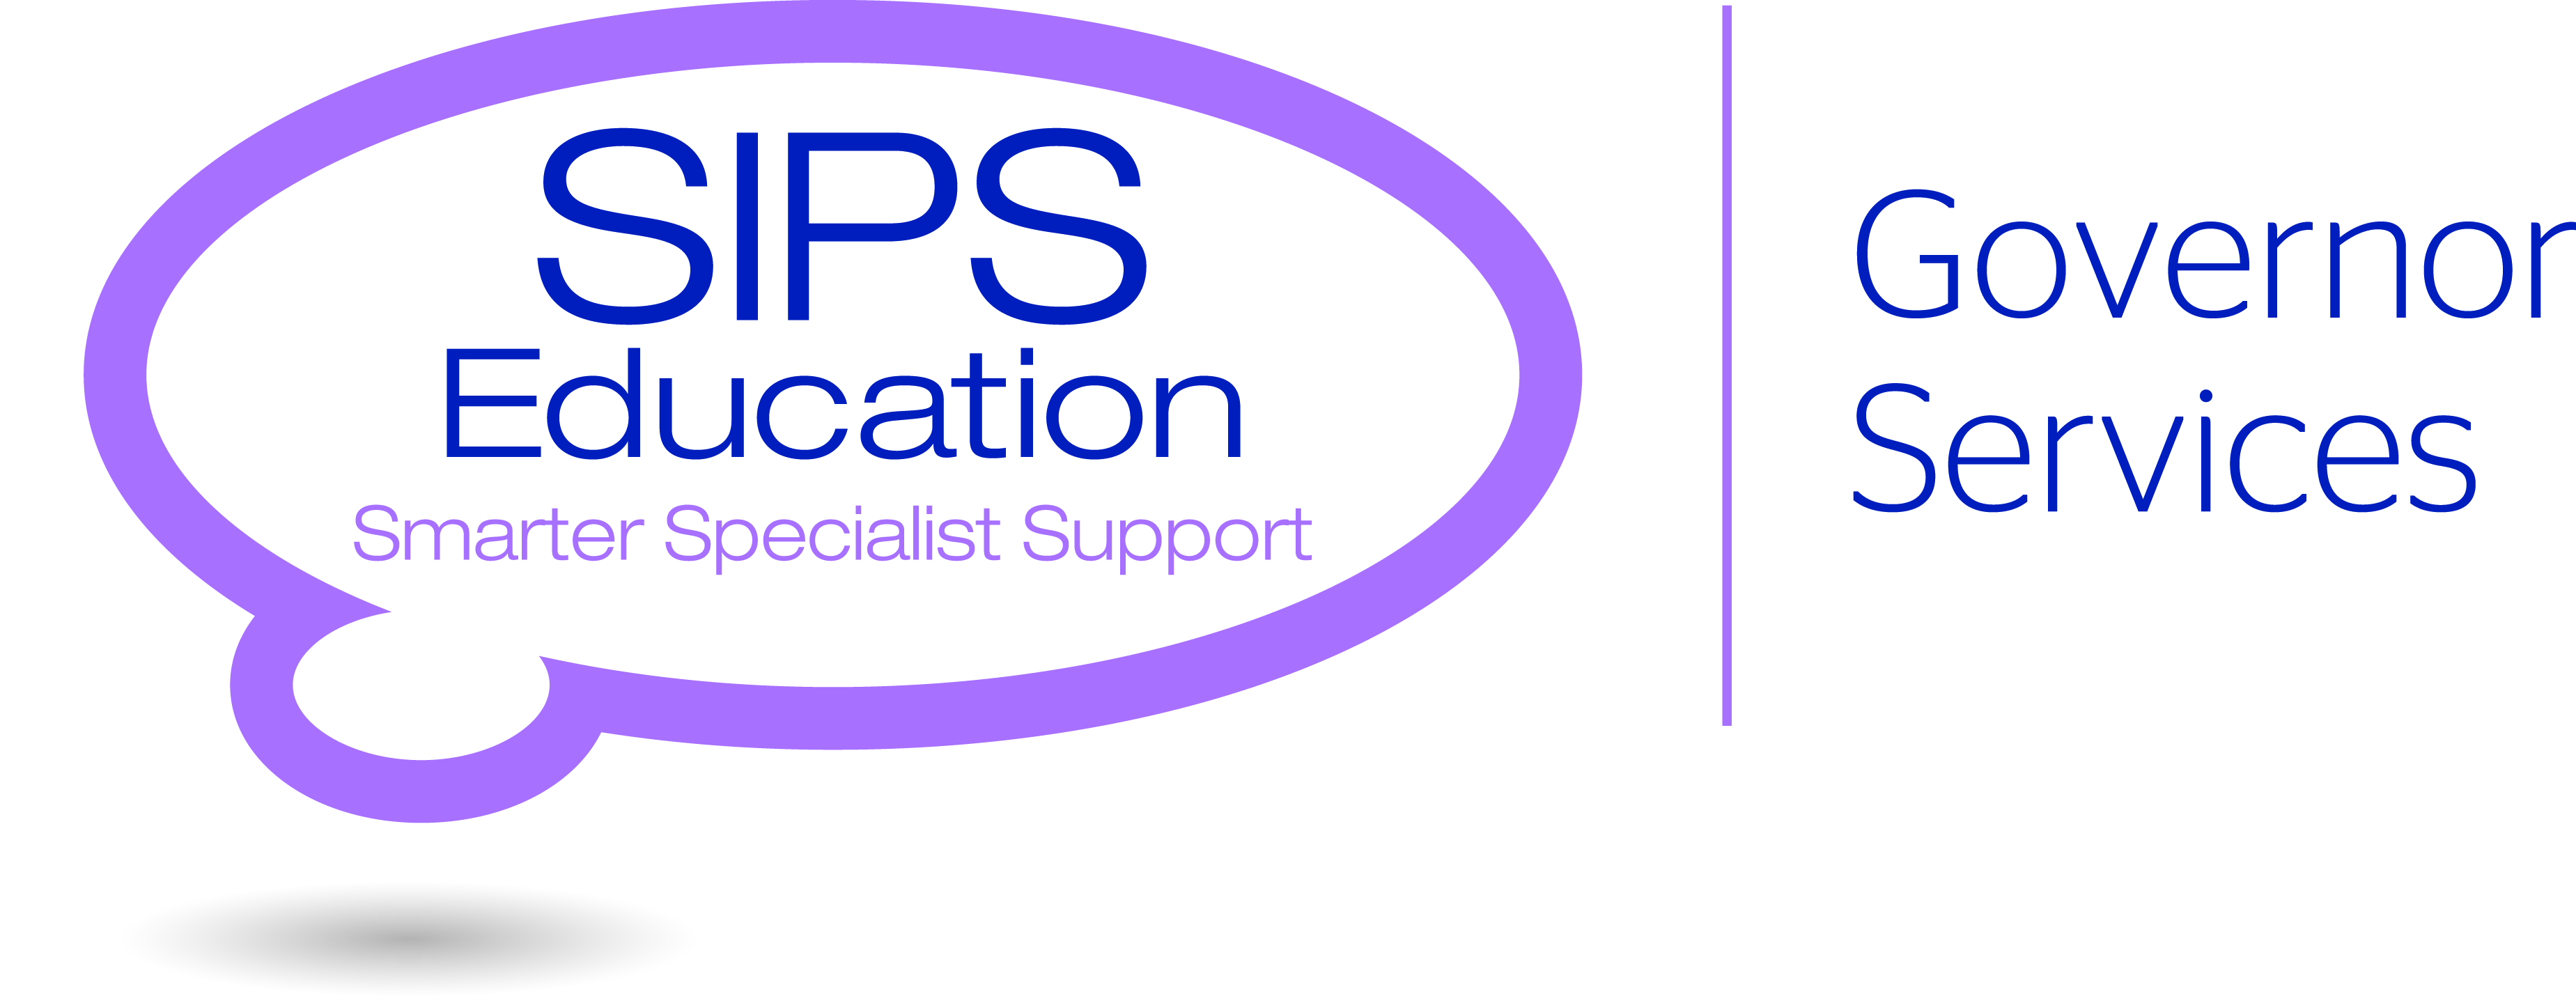 SIPS
Education
Smarter Specialist Support
Governor
Services